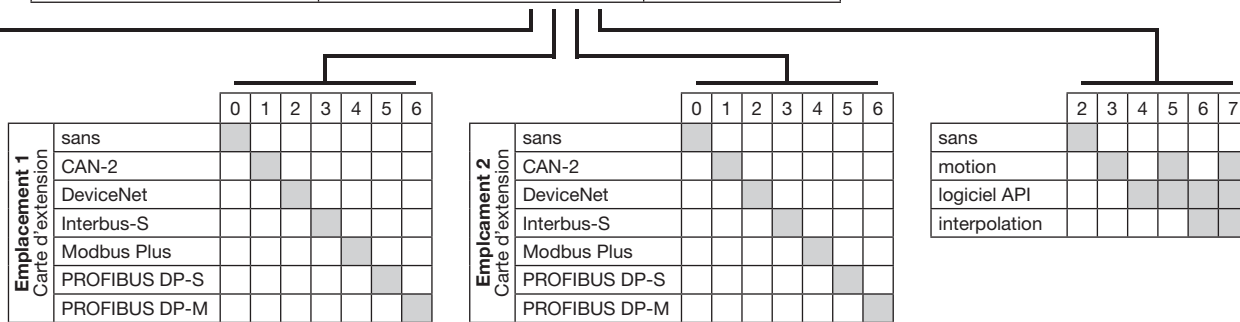 0 1 2 3 4 5 6
Emplacement 1
Carte d'extension
sans
CAN-2
DeviceNet
Interbus-S
Modbus Plus
PROFIBUS DP-S
PROFIBUS DP-M
0 1 2 3 4 5 6
Emplcament 2
Carte d'extension
sans
CAN-2
DeviceNet
Interbus-S
Modbus Plus
PROFIBUS DP-S
PROFIBUS DP-M
2 3 4 5 6 7
sans
motion
logiciel API
interpolation